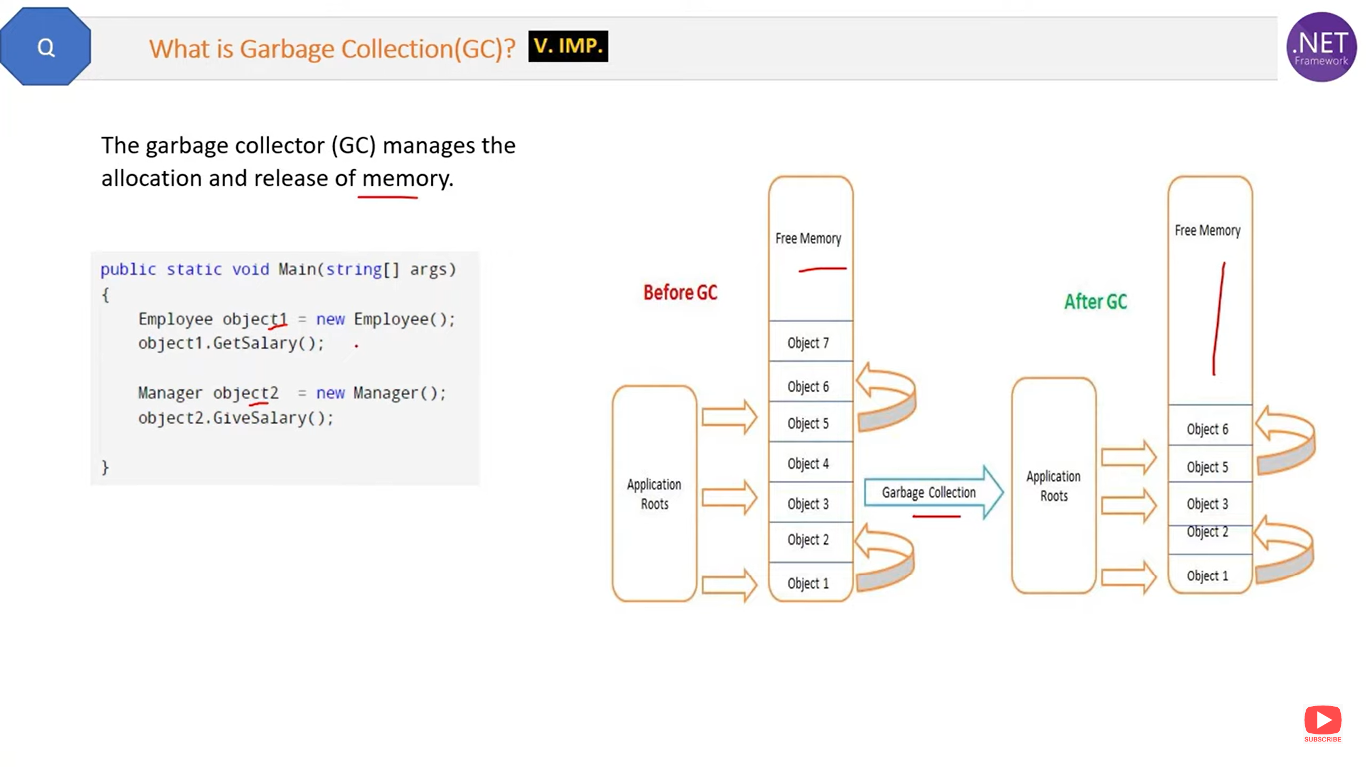 Q
What is Garbage Collection(GC)? V. IMP.
.NET
Framework
The garbage collector (GC) manages the
allocation and release of memory.
public static void Main(string[] args)
{
Employee object1 = new Employee();
object1.GetSalary();
Manager object2 = new Manager();
object2.GiveSalary();
}
Before GC
Application
Roots
Free Memory
Object 7
Object 6
Object 5
Object 4
Object 3
Object 2
Object 1
Garbage Collection
After GC
Application
Roots
Free Memory
Object 6
Object 5
Object 3
Object 2
Object 1
SUBSCRIBE